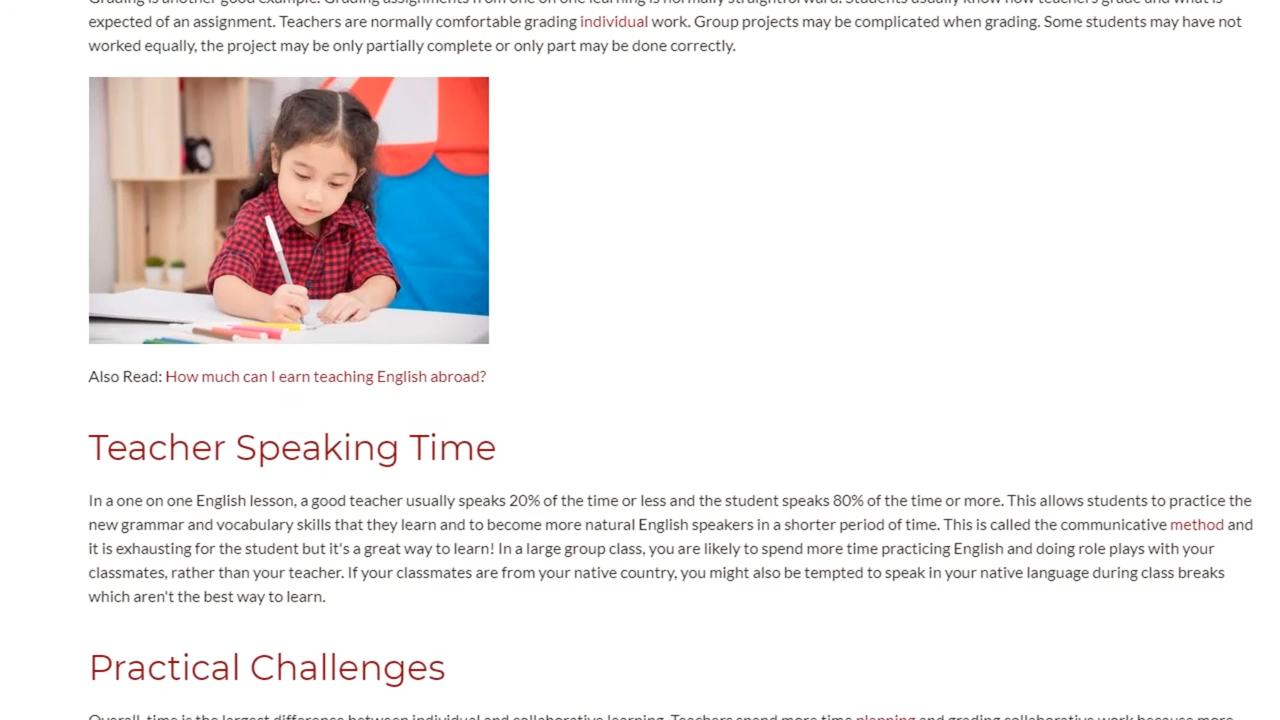 Grading is another good example. Grading assignments from one on one learning is normally straightforward. Students usually know how teachers grade and what is
expected of an assignment. Teachers are normally comfortable grading individual work. Group projects may be complicated when grading. Some students may have not
worked equally, the project may be only partially complete or only part may be done correctly.
Also Read: How much can I earn teaching English abroad?
Teacher Speaking Time
In a one on one English lesson, a good teacher usually speaks 20% of the time or less and the student speaks 80% of the time or more. This allows students to practice the
new grammar and vocabulary skills that they learn and to become more natural English speakers in a shorter period of time. This is called the communicative method and
it is exhausting for the student but it's a great way to learn! In a large group class, you are likely to spend more time practicing English and doing role plays with your
classmates, rather than your teacher. If your classmates are from your native country, you might also be tempted to speak in your native language during class breaks
which aren't the best way to learn.
Practical Challenges
Overall, time is the largest difference between individual and collaborative learning. Teachers spend more time planning and grading collaborative work because more